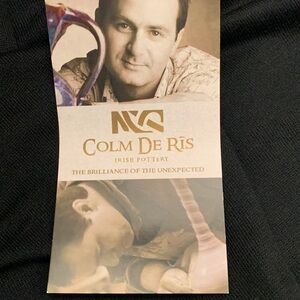 COLM DE RÍS
IRISH POTTERY
THE BRILLIANCE OF THE UNEXPECTED